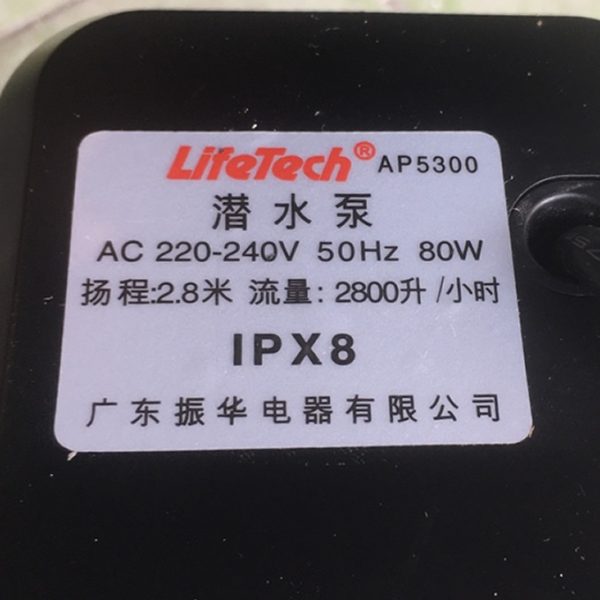 LifeTech® AP5300
潜水泵
AC 220-240V 50Hz 80W
扬程:2.8米 流量: 2800升 /小时
IPX8
广东振华电器有限公司